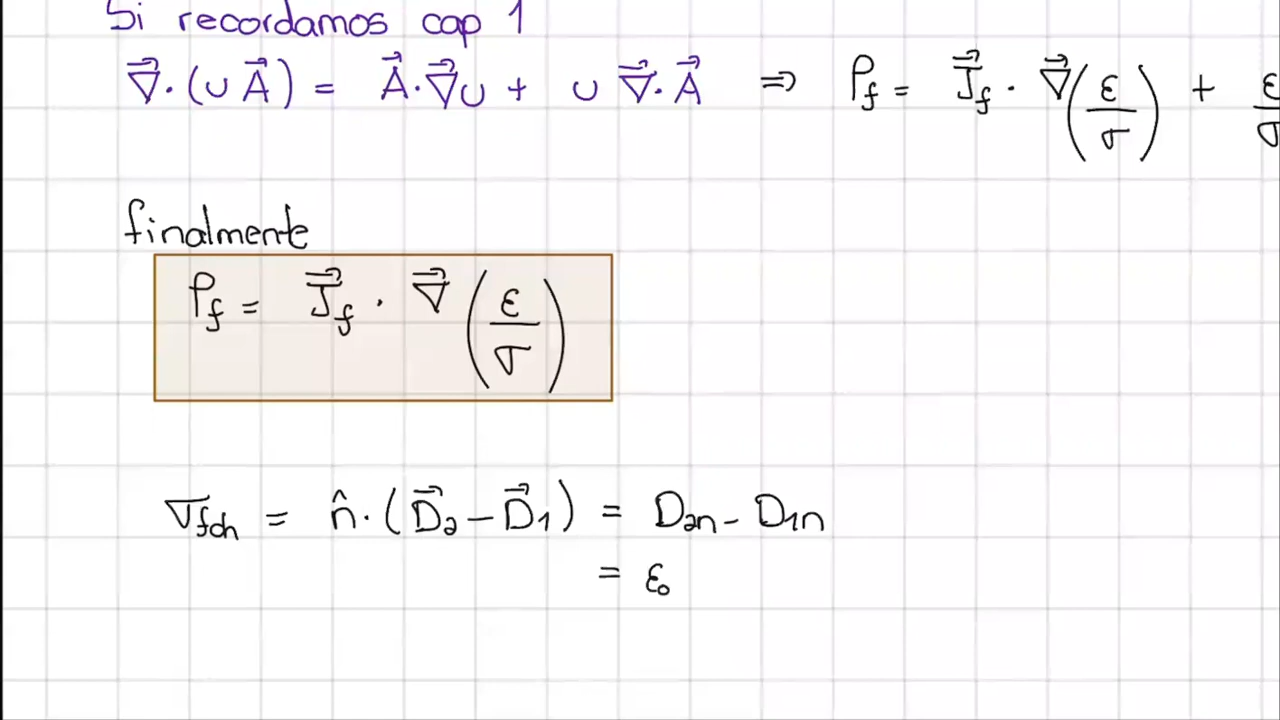 Si recordamos cap 1
∇⃗·(u A⃗) = A⃗·∇⃗u + u ∇⃗·A⃗ ⇒ ρf = J⃗f · ∇⃗(ε/σ) + ε/σ
finalmente
ρf = J⃗f · ∇⃗ (ε/σ)
σfch = n̂·(D⃗2 − D⃗1) = D2n − D1n
= ε0